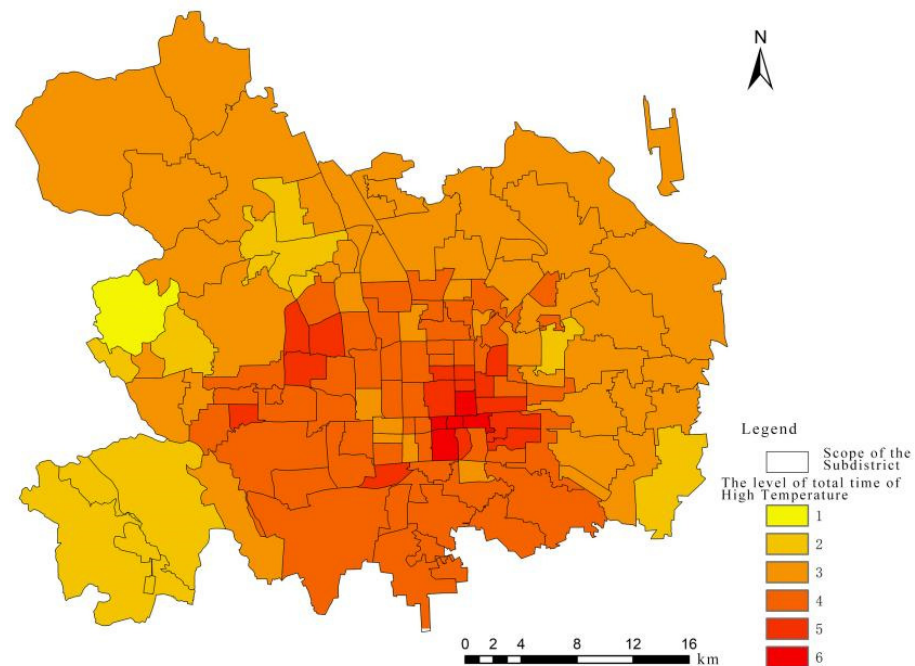 N
Legend
Scope of the
Subdistrict
The level of total time of
High Temperature
1
2
3
4
5
6
0 2 4 8 12 16
km